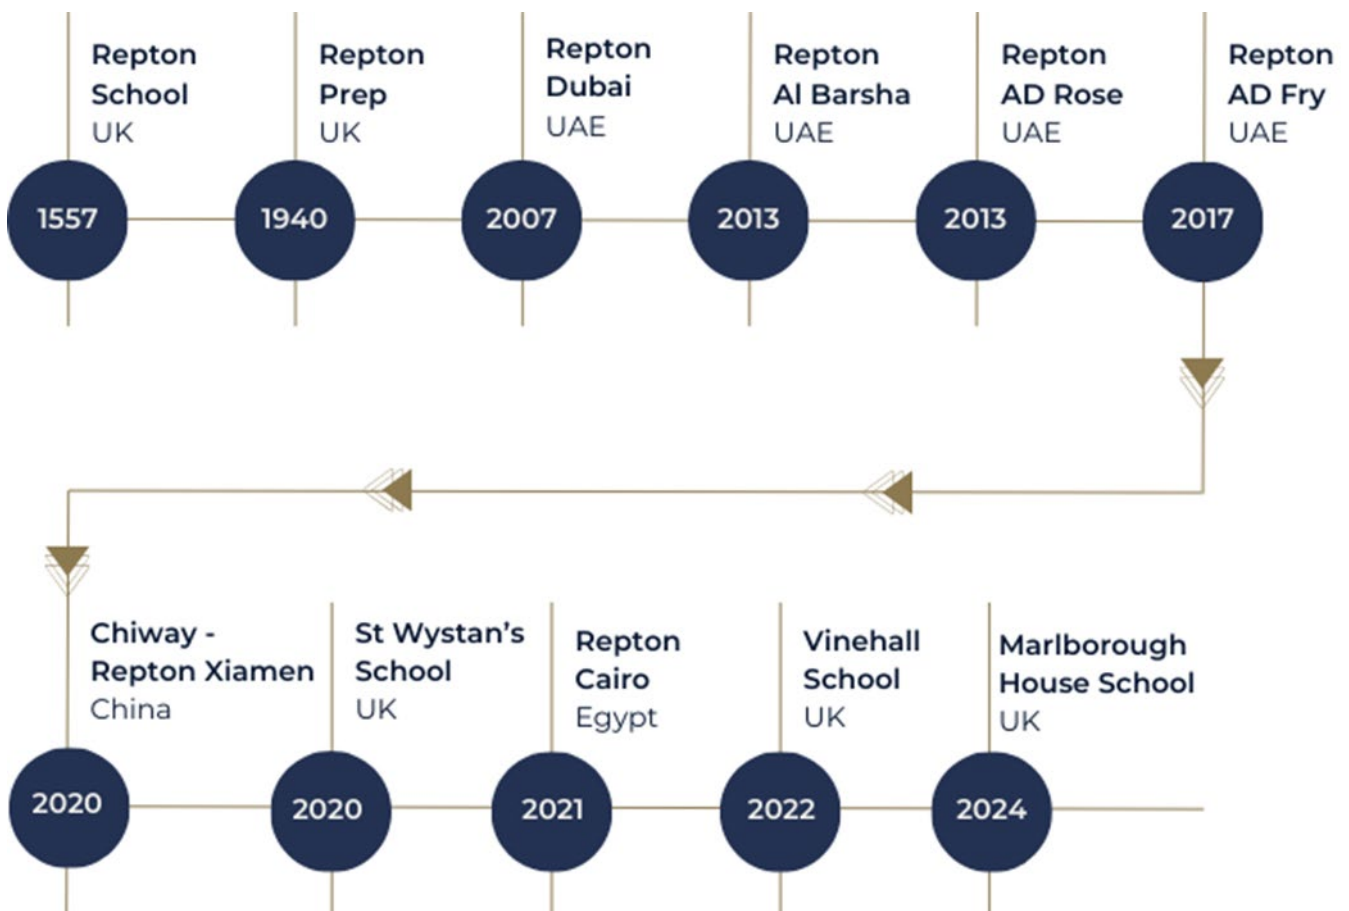 Repton
School
UK
1557
Repton
Prep
UK
1940
Repton
Dubai
UAE
2007
Repton
Al Barsha
UAE
2013
Repton
AD Rose
UAE
2013
Repton
AD Fry
UAE
2017
Chiway -
Repton Xiamen
China
2020
St Wystan’s
School
UK
2020
Repton
Cairo
Egypt
2021
Vinehall
School
UK
2022
Marlborough
House School
UK
2024